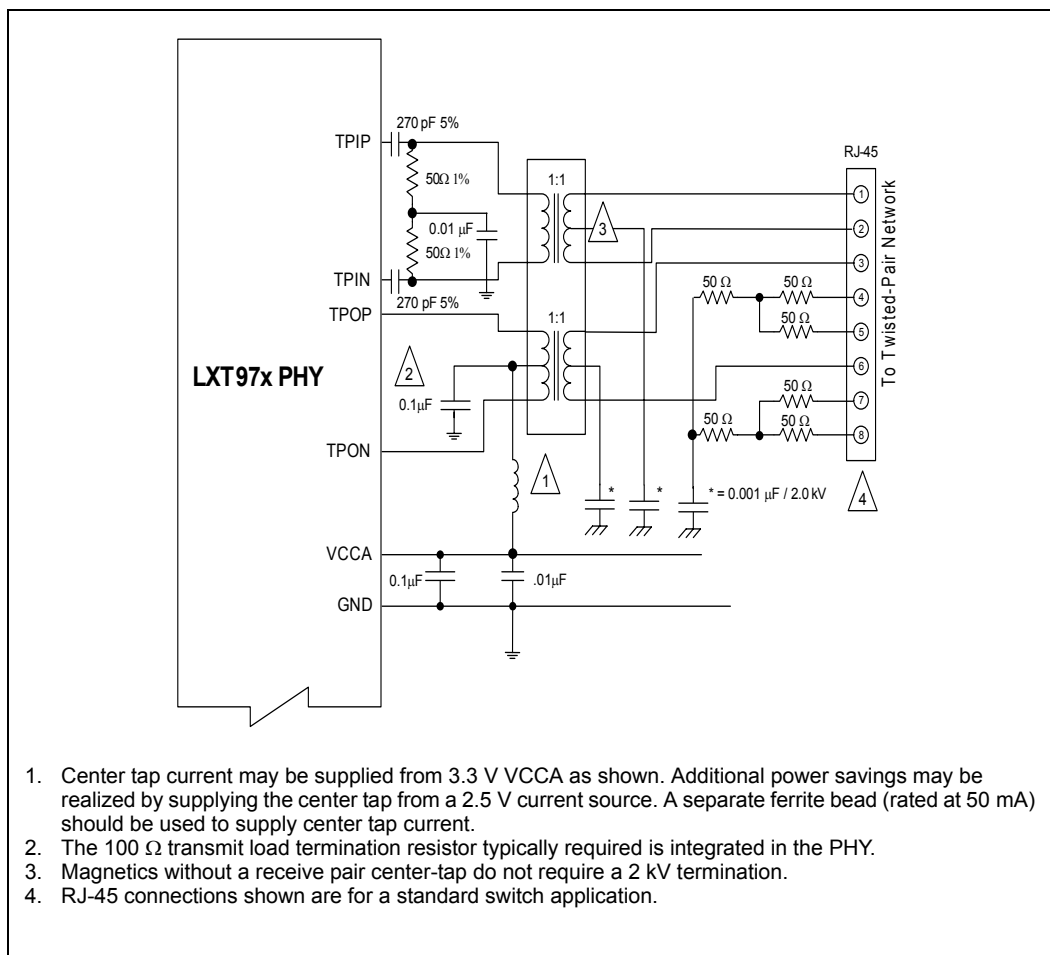 270 pF 5%
TPIP
50Ω 1%
0.01 µF
50Ω 1%
TPIN
270 pF 5%
TPOP
LXT97x PHY
2
0.1µF
TPON
1:1
3
1:1
1
RJ-45
1
2
3
50 Ω
50 Ω
4
50 Ω
5
6
50 Ω
7
50 Ω
50 Ω
8
To Twisted-Pair Network
*
*
* = 0.001 µF / 2.0 kV
4
VCCA
0.1µF
.01µF
GND
1. Center tap current may be supplied from 3.3 V VCCA as shown. Additional power savings may be
realized by supplying the center tap from a 2.5 V current source. A separate ferrite bead (rated at 50 mA)
should be used to supply center tap current.
2. The 100 Ω transmit load termination resistor typically required is integrated in the PHY.
3. Magnetics without a receive pair center-tap do not require a 2 kV termination.
4. RJ-45 connections shown are for a standard switch application.